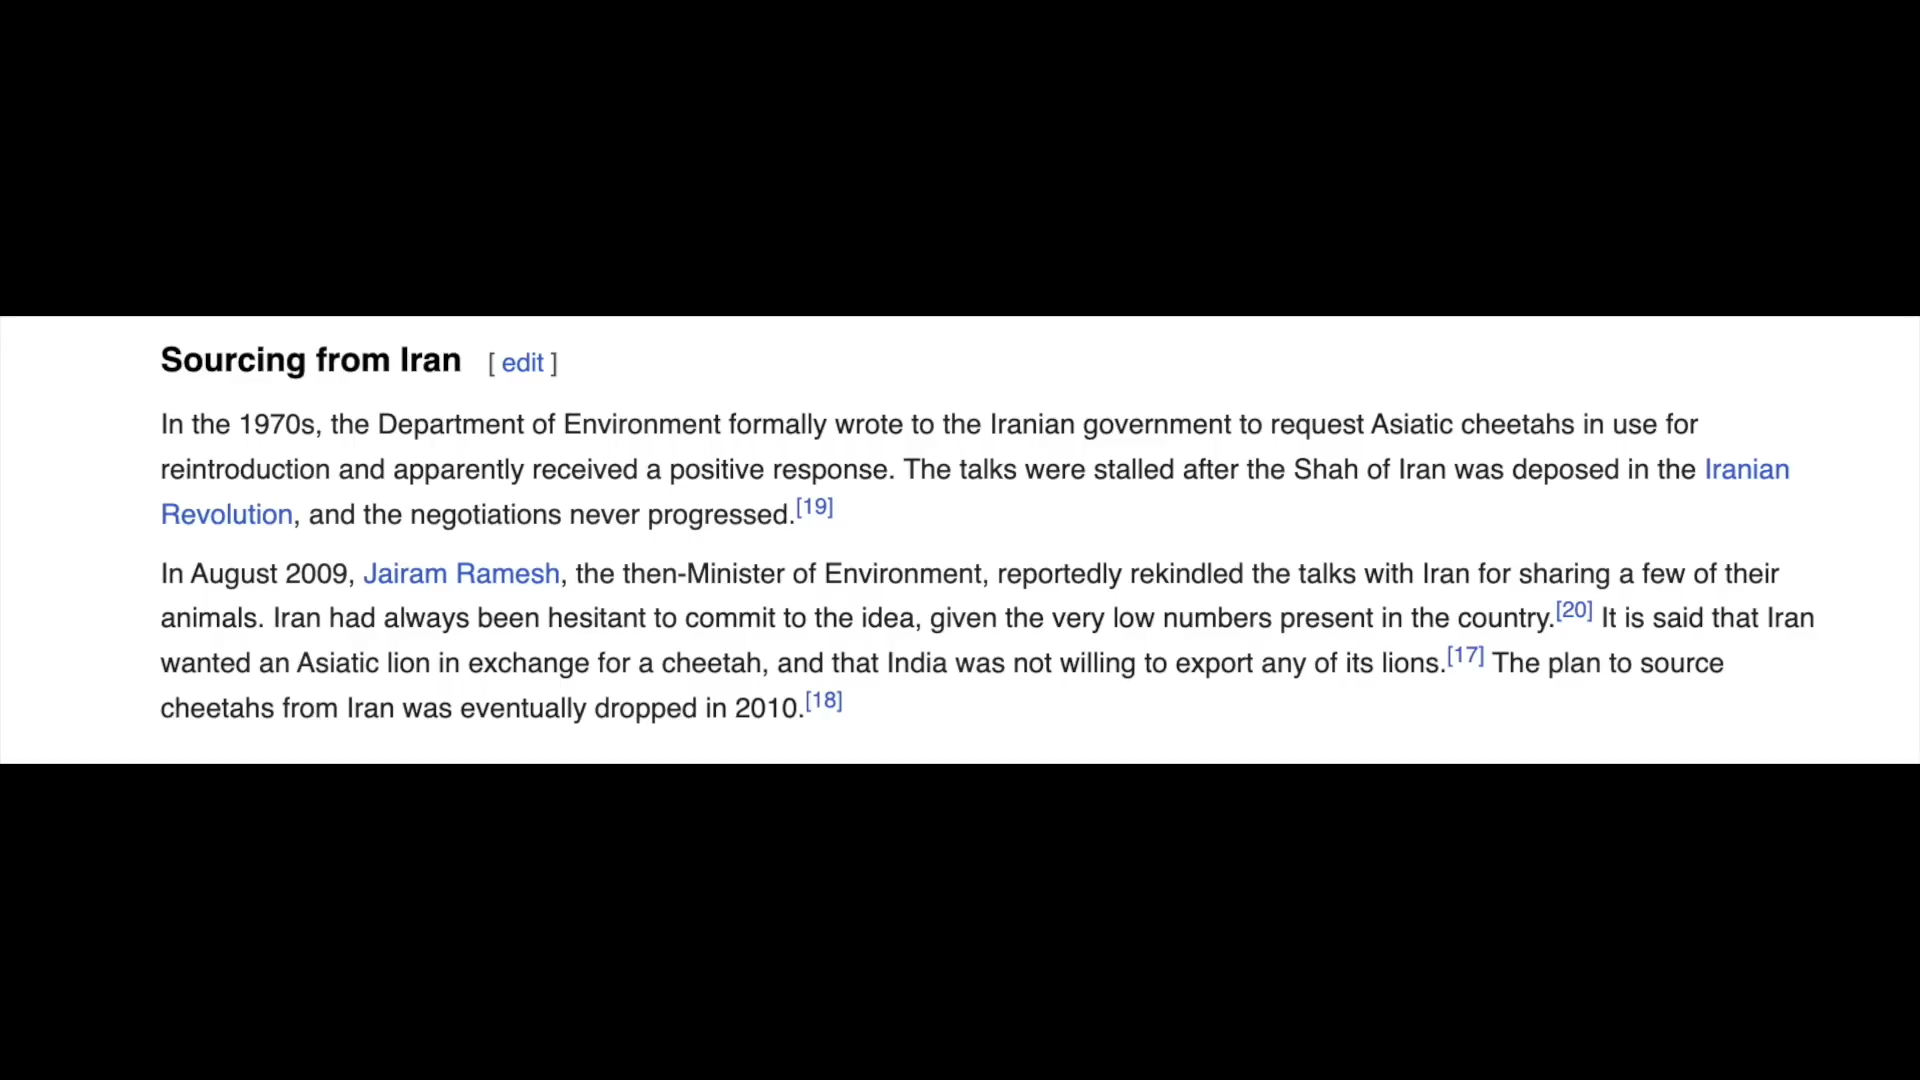 Sourcing from Iran [ edit ]
In the 1970s, the Department of Environment formally wrote to the Iranian government to request Asiatic cheetahs in use for
reintroduction and apparently received a positive response. The talks were stalled after the Shah of Iran was deposed in the Iranian
Revolution, and the negotiations never progressed.[19]
In August 2009, Jairam Ramesh, the then-Minister of Environment, reportedly rekindled the talks with Iran for sharing a few of their
animals. Iran had always been hesitant to commit to the idea, given the very low numbers present in the country.[20] It is said that Iran
wanted an Asiatic lion in exchange for a cheetah, and that India was not willing to export any of its lions.[17] The plan to source
cheetahs from Iran was eventually dropped in 2010.[18]